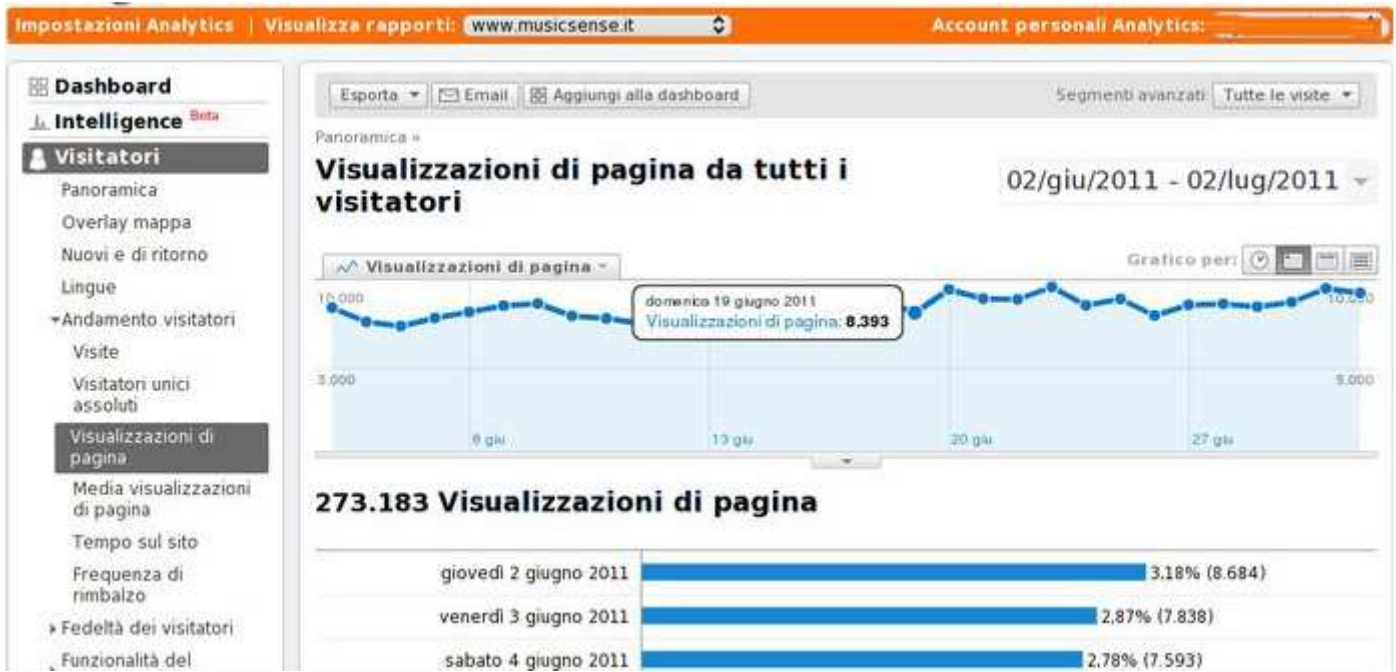 Impostazioni Analytics | Visualizza rapporti: www.musicsense.it
Account personali Analytics:
Dashboard
Intelligence Beta
Visitatori
Panoramica
Overlay mappa
Nuovi e di ritorno
Lingue
Andamento visitatori
Visite
Visitatori unici
assoluti
Visualizzazioni di
pagina
Media visualizzazioni
di pagina
Tempo sul sito
Frequenza di
rimbalzo
Fedeltà dei visitatori
Funzionalità del
Esporta Email Aggiungi alla dashboard
Segmenti avanzati: Tutte le visite
Panoramica »
Visualizzazioni di pagina da tutti i
visitatori
02/giu/2011 - 02/lug/2011
Visualizzazioni di pagina
Grafico per:
10.000 10.000
domenica 19 giugno 2011
Visualizzazioni di pagina: 8.393
5.000 5.000
6 giu 13 giu 20 giu 27 giu
273.183 Visualizzazioni di pagina
giovedì 2 giugno 2011 3,18% (8.684)
venerdì 3 giugno 2011 2,87% (7.838)
sabato 4 giugno 2011 2,78% (7.593)